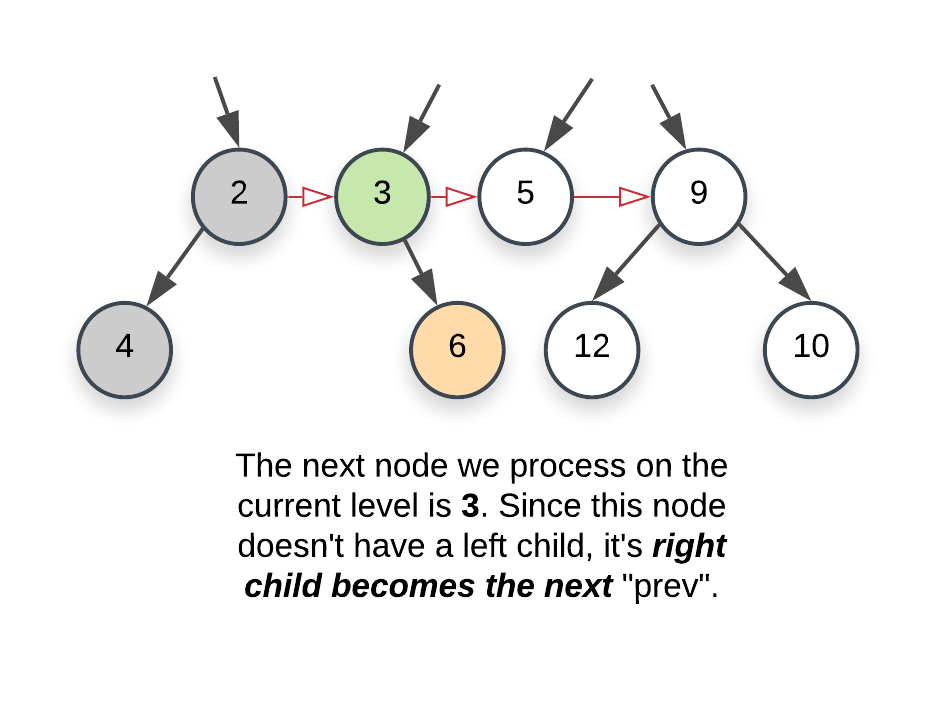 2 3 5 9
4 6 12 10
The next node we process on the
current level is 3. Since this node
doesn't have a left child, it's right
child becomes the next "prev".